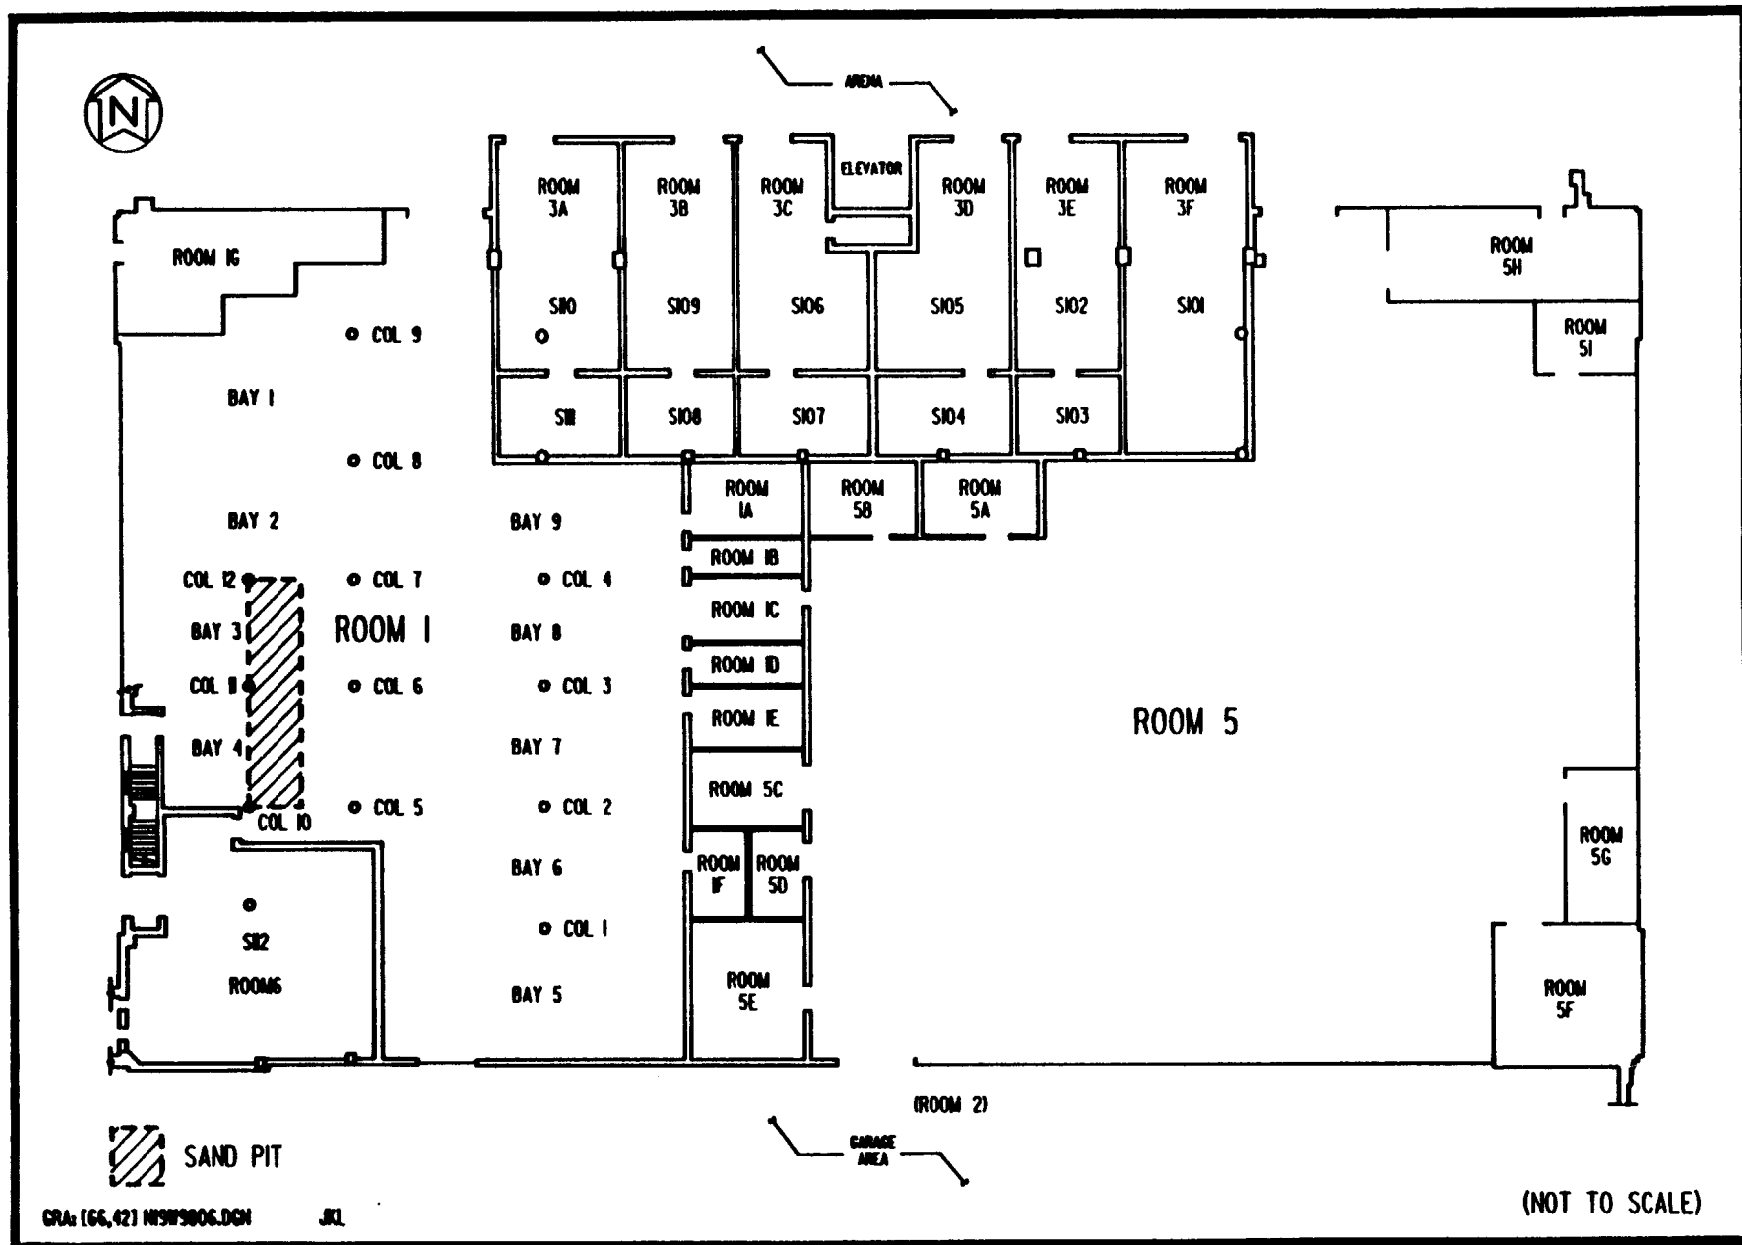 N
ARENA
ELEVATOR
ROOM
3A
ROOM
3B
ROOM
3C
ROOM
3D
ROOM
3E
ROOM
3F
ROOM 1G
ROOM
5H
S110
S109
S106
S105
S102
S101
COL 9
ROOM
5I
BAY 1
S111
S108
S107
S104
S103
COL 8
ROOM
1A
ROOM
5B
ROOM
5A
BAY 2
BAY 9
ROOM 1B
COL 12
COL 7
COL 4
ROOM 1C
BAY 3
ROOM 1
BAY 8
ROOM 1D
COL 11
COL 6
COL 3
ROOM 1E
ROOM 5
BAY 4
BAY 7
ROOM 5C
COL 10
COL 5
COL 2
ROOM
5G
BAY 6
ROOM
1F
ROOM
5D
COL 1
S112
ROOM6
BAY 5
ROOM
5E
ROOM
5F
(ROOM 2)
GARAGE
AREA
SAND PIT
(NOT TO SCALE)
GRA: [66,42] .DGN JKL